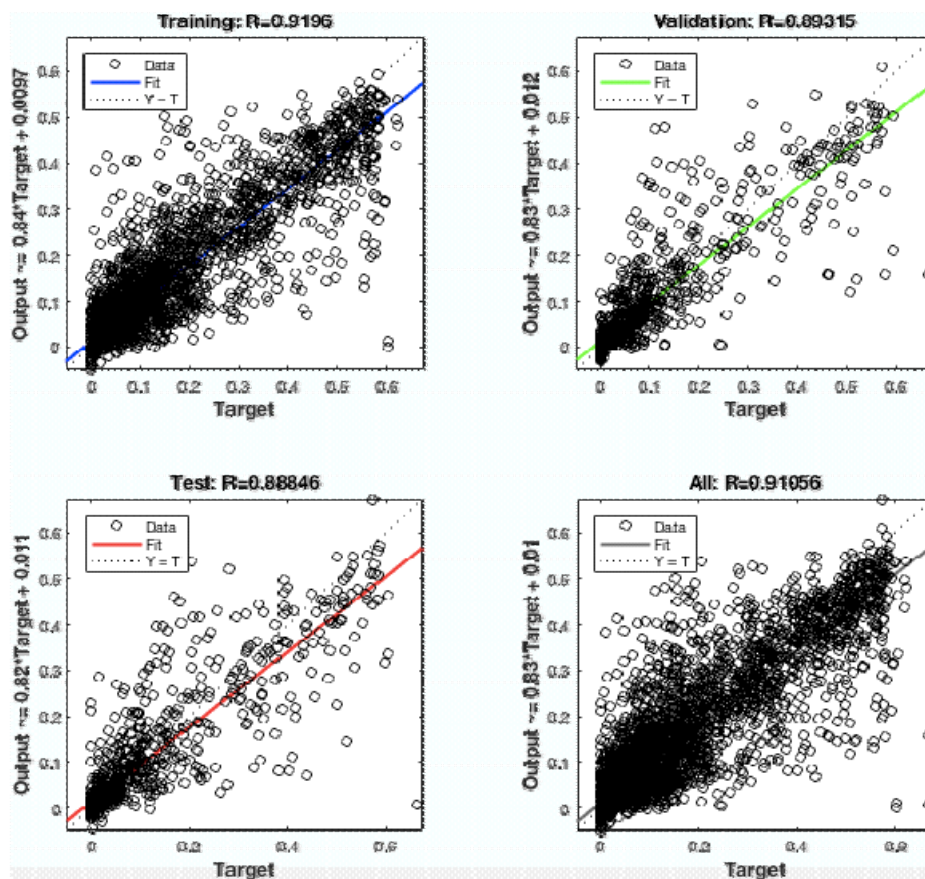 Training: R=0.9196
Data
Fit
Y = T
Output ~= 0.84*Target + 0.0097
0.6
0.5
0.4
0.3
0.2
0.1
0
0 0.1 0.2 0.3 0.4 0.5 0.6
Target
Validation: R=0.89315
Data
Fit
Y = T
Output ~= 0.83*Target + 0.012
0.6
0.5
0.4
0.3
0.2
0.1
0
0 0.1 0.2 0.3 0.4 0.5 0.6
Target
Test: R=0.88846
Data
Fit
Y = T
Output ~= 0.82*Target + 0.011
0.6
0.5
0.4
0.3
0.2
0.1
0
0 0.2 0.4 0.6
Target
All: R=0.91056
Data
Fit
Y = T
Output ~= 0.83*Target + 0.01
0.6
0.5
0.4
0.3
0.2
0.1
0
0 0.2 0.4 0.6
Target